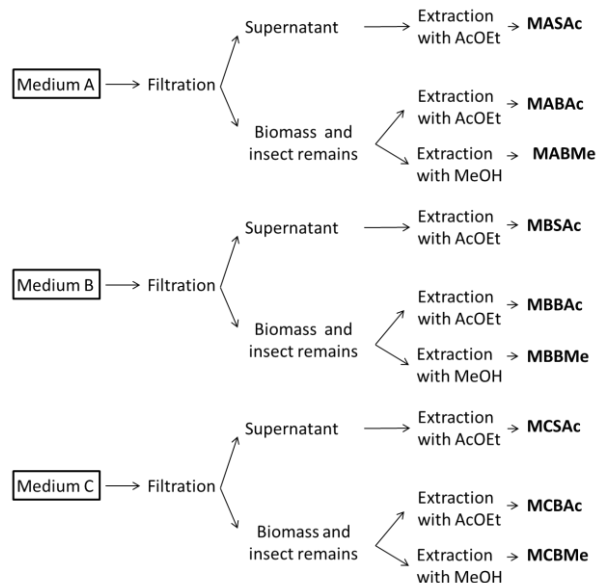 Supernatant
Extraction
with AcOEt
MASAc
Medium A
Filtration
Biomass and
insect remains
Extraction
with AcOEt
MABAc
Extraction
with MeOH
MABMe
Supernatant
Extraction
with AcOEt
MBSAc
Medium B
Filtration
Biomass and
insect remains
Extraction
with AcOEt
MBBAc
Extraction
with MeOH
MBBMe
Supernatant
Extraction
with AcOEt
MCSAc
Medium C
Filtration
Biomass and
insect remains
Extraction
with AcOEt
MCBAc
Extraction
with MeOH
MCBMe